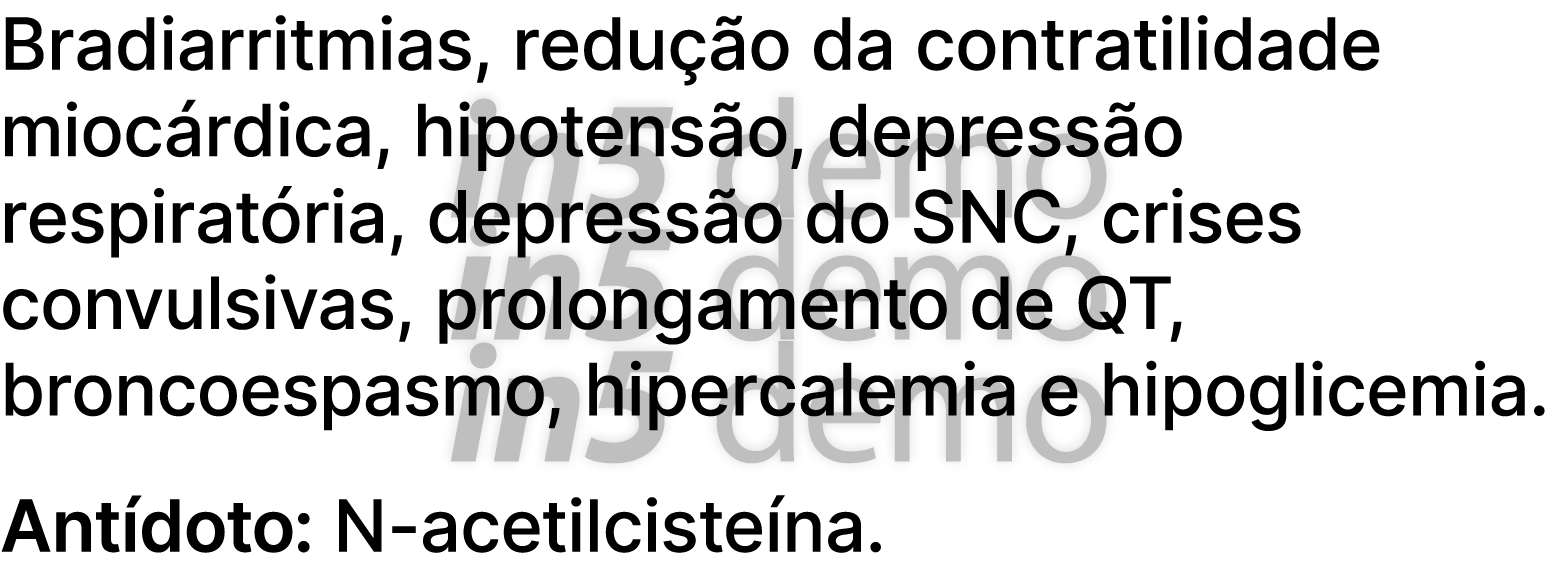 Bradiarritmias, redução da contratilidade
miocárdica, hipotensão, depressão
respiratória, depressão do SNC, crises
convulsivas, prolongamento de QT,
broncoespasmo, hipercalemia e hipoglicemia.
Antídoto: N-acetilcisteína.
in5 demo
in5 demo
in5 demo